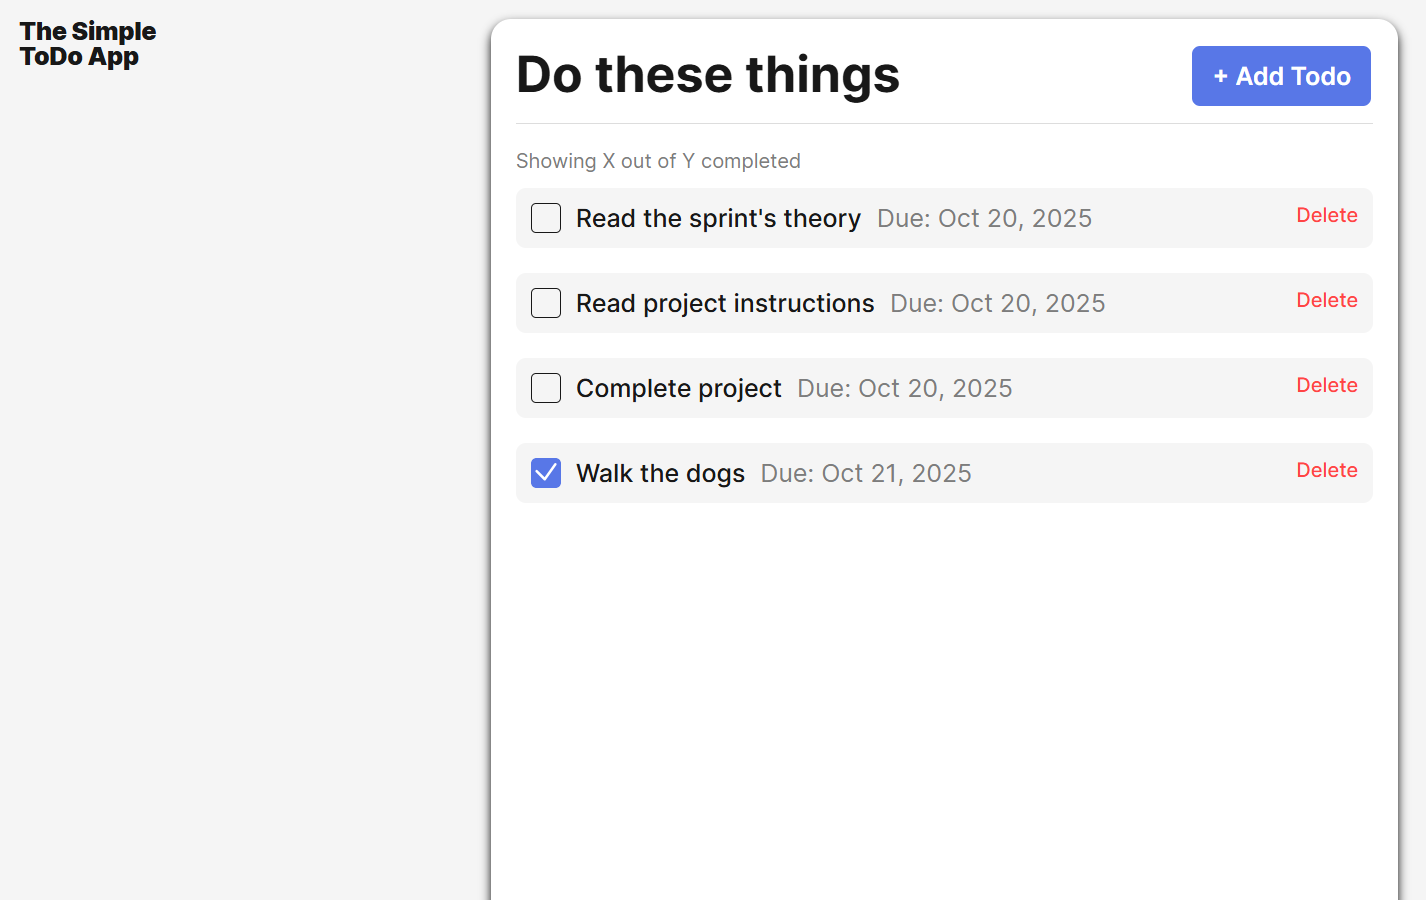 The Simple
ToDo App
Do these things
+ Add Todo
Showing X out of Y completed
Read the sprint's theory Due: Oct 20, 2025 Delete
Read project instructions Due: Oct 20, 2025 Delete
Complete project Due: Oct 20, 2025 Delete
Walk the dogs Due: Oct 21, 2025 Delete